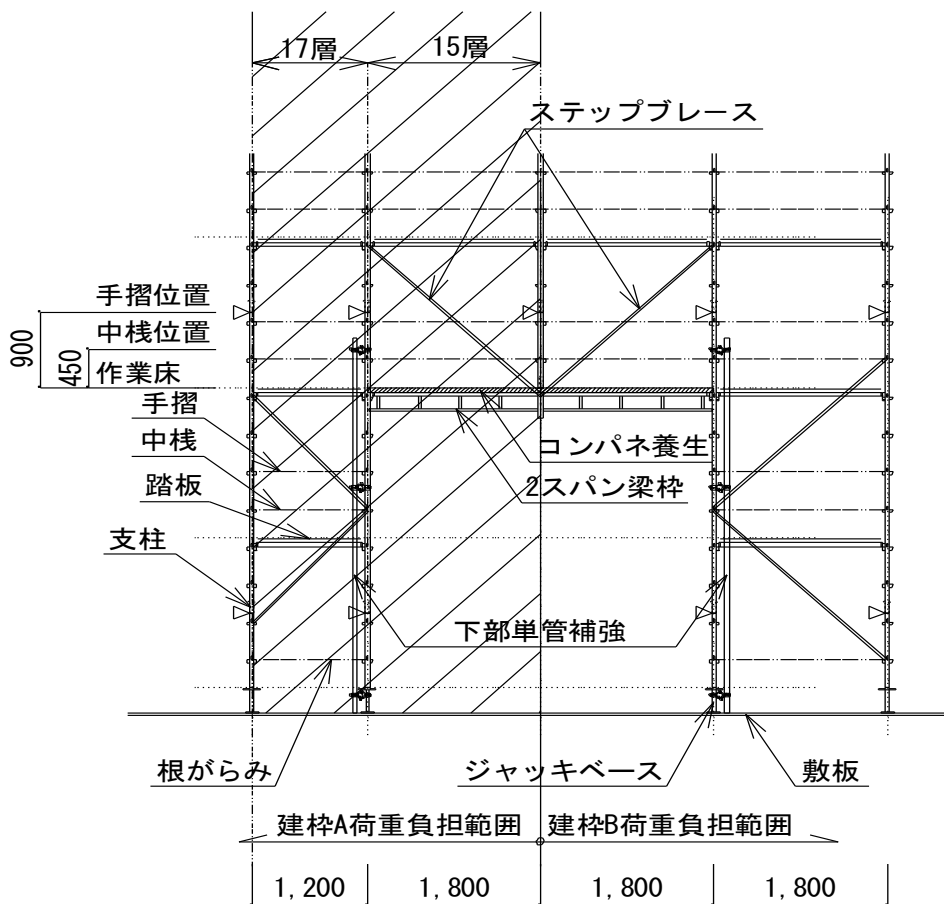 17層
15層
ステップブレース
手摺位置
中桟位置
作業床
900
450
手摺
中桟
踏板
支柱
コンパネ養生
2スパン梁枠
下部単管補強
根がらみ
ジャッキベース
敷板
建枠A荷重負担範囲
建枠B荷重負担範囲
1,200
1,800
1,800
1,800